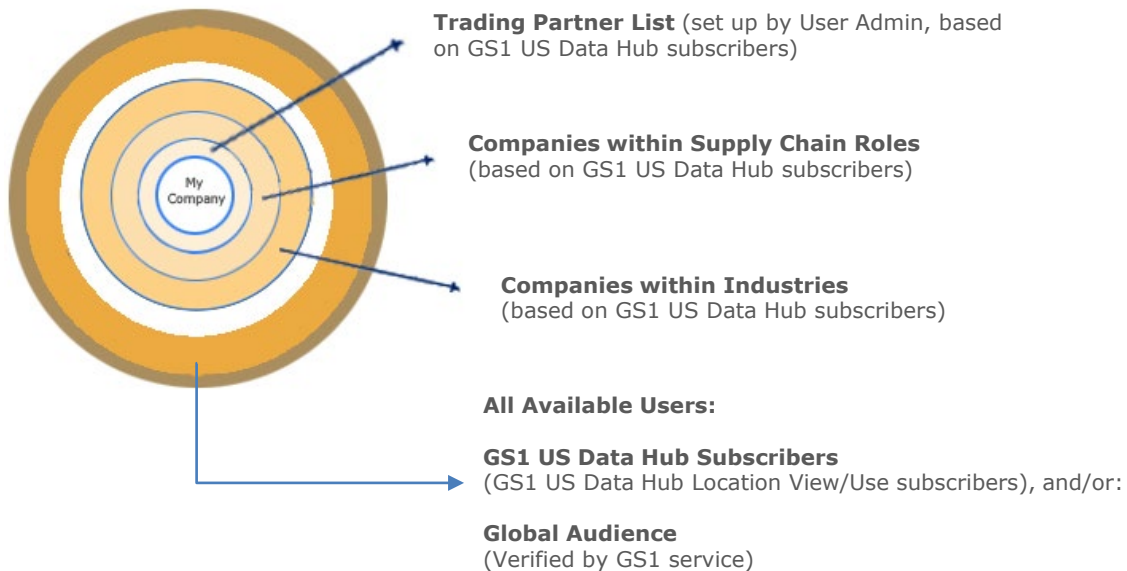 Trading Partner List (set up by User Admin, based
on GS1 US Data Hub subscribers)
Companies within Supply Chain Roles
(based on GS1 US Data Hub subscribers)
My
Company
Companies within Industries
(based on GS1 US Data Hub subscribers)
All Available Users:
GS1 US Data Hub Subscribers
(GS1 US Data Hub Location View/Use subscribers), and/or:
Global Audience
(Verified by GS1 service)